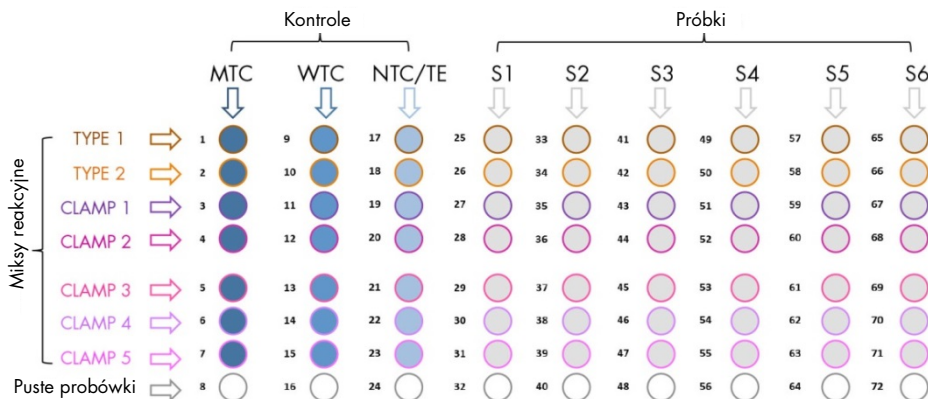 Kontrole Próbki
MTC WTC NTC/TE S1 S2 S3 S4 S5 S6
Miksy reakcyjne
TYPE 1 1 9 17 25 33 41 49 57 65
TYPE 2 2 10 18 26 34 42 50 58 66
CLAMP 1 3 11 19 27 35 43 51 59 67
CLAMP 2 4 12 20 28 36 44 52 60 68
CLAMP 3 5 13 21 29 37 45 53 61 69
CLAMP 4 6 14 22 30 38 46 54 62 70
CLAMP 5 7 15 23 31 39 47 55 63 71
Puste probówki 8 16 24 32 40 48 56 64 72